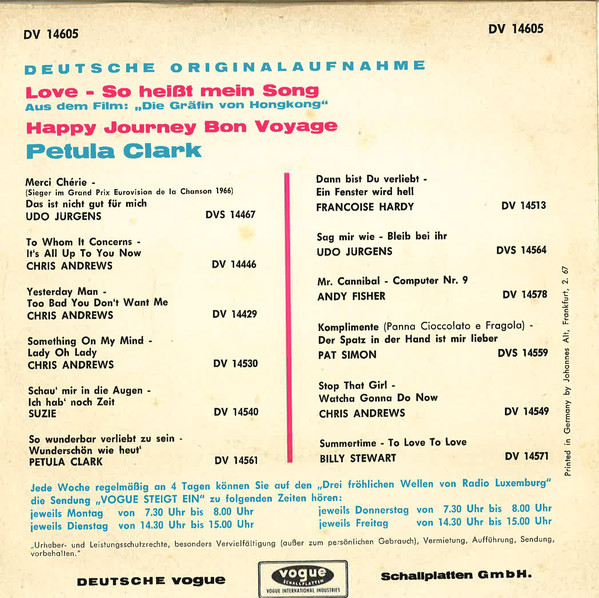 DV 14605
DV 14605
DEUTSCHE ORIGINALAUFNAHME
Love - So heißt mein Song
Aus dem Film: „Die Gräfin von Hongkong"
Happy Journey Bon Voyage
Petula Clark
Merci Chérie -
(Sieger im Grand Prix Eurovision de la Chanson 1966)
Das ist nicht gut für mich
UDO JURGENS DVS 14467
To Whom It Concerns -
It's All Up To You Now
CHRIS ANDREWS DV 14446
Yesterday Man -
Too Bad You Don't Want Me
CHRIS ANDREWS DV 14429
Something On My Mind -
Lady Oh Lady
CHRIS ANDREWS DV 14530
Schau' mir in die Augen -
Ich hab' noch Zeit
SUZIE DV 14540
So wunderbar verliebt zu sein -
Wunderschön wie heut'
PETULA CLARK DV 14561
Dann bist Du verliebt -
Ein Fenster wird hell
FRANCOISE HARDY DV 14513
Sag mir wie - Bleib bei ihr
UDO JURGENS DVS 14564
Mr. Cannibal - Computer Nr. 9
ANDY FISHER DV 14578
Komplimente (Panna Cioccolato e Fragola) -
Der Spatz in der Hand ist mir lieber
PAT SIMON DVS 14559
Stop That Girl -
Watcha Gonna Do Now
CHRIS ANDREWS DV 14549
Summertime - To Love To Love
BILLY STEWART DV 14571
Printed in Germany by Johannes Alt, Frankfurt, 2. 67
Jede Woche regelmäßig an 4 Tagen können Sie auf den „Drei fröhlichen Wellen von Radio Luxemburg"
die Sendung „VOGUE STEIGT EIN" zu folgenden Zeiten hören:
jeweils Montag von 7.30 Uhr bis 8.00 Uhr
jeweils Dienstag von 14.30 Uhr bis 15.00 Uhr
jeweils Donnerstag von 7.30 Uhr bis 8.00 Uhr
jeweils Freitag von 14.30 Uhr bis 15.00 Uhr
„Urheber- und Leistungsschutzrechte, besonders Vervielfältigung (außer zum persönlichen Gebrauch), Vermietung, Aufführung, Sendung,
vorbehalten."
DEUTSCHE vogue
vogue
SCHALLPLATTEN
VOGUE INTERNATIONAL INDUSTRIES
Schallplatten GmbH.